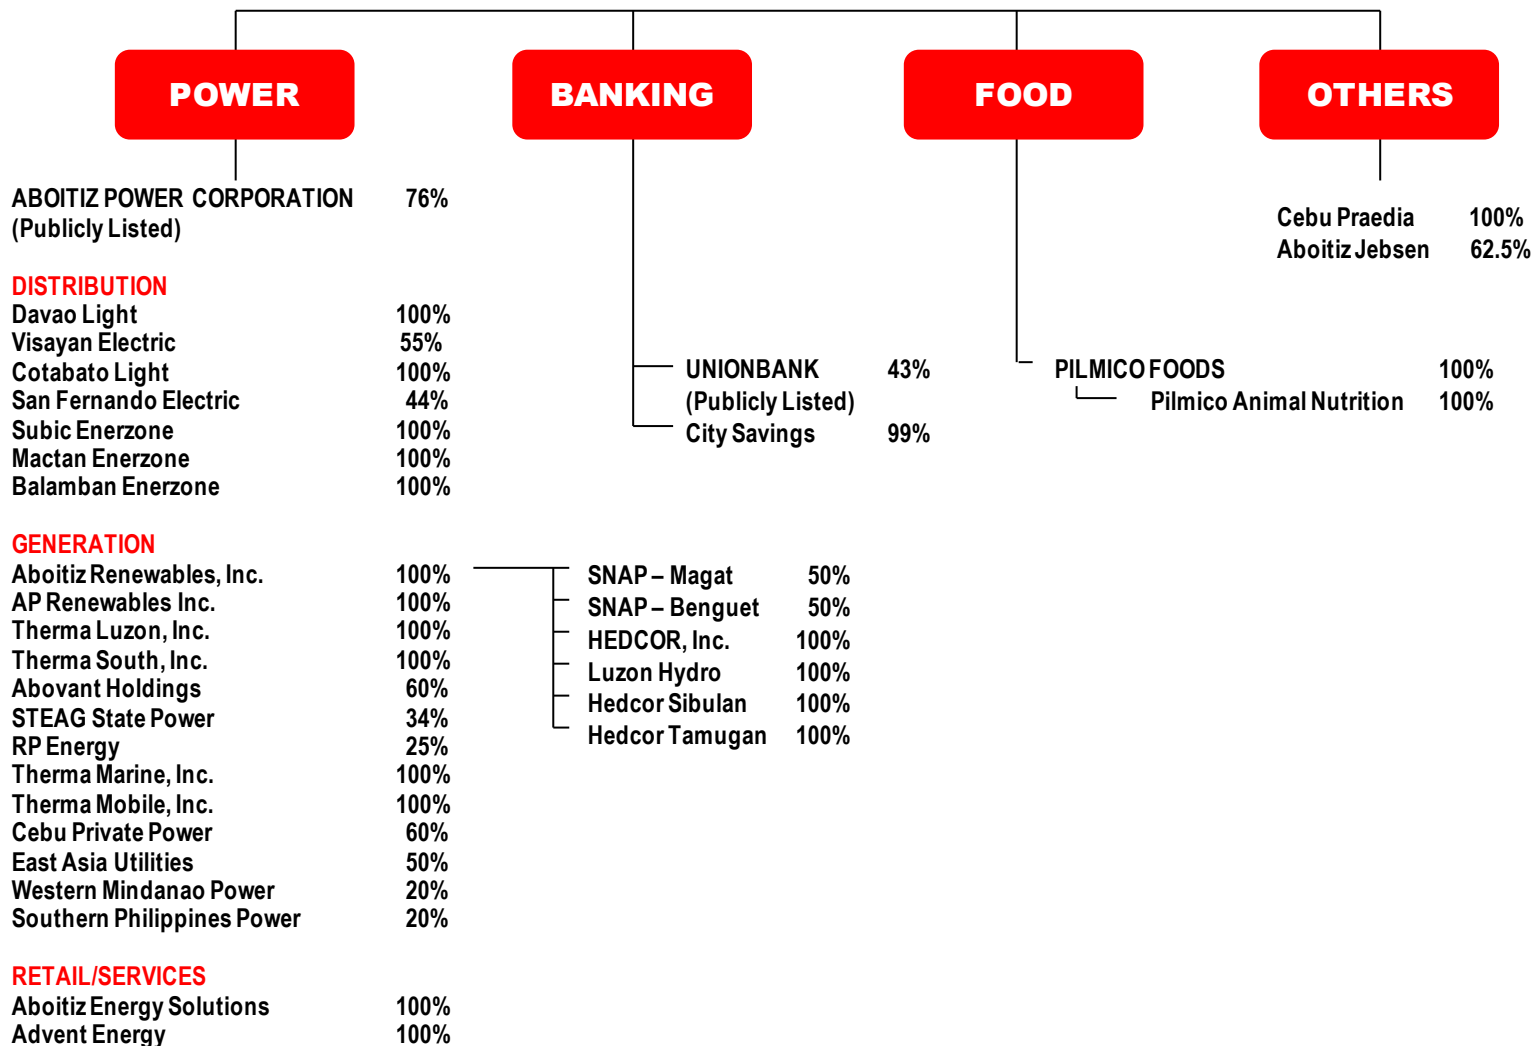 POWER
BANKING
FOOD
OTHERS
ABOITIZ POWER CORPORATION 76%
(Publicly Listed)
Cebu Praedia 100%
Aboitiz Jebsen 62.5%
DISTRIBUTION
Davao Light 100%
Visayan Electric 55%
Cotabato Light 100%
San Fernando Electric 44%
Subic Enerzone 100%
Mactan Enerzone 100%
Balamban Enerzone 100%
UNIONBANK 43%
(Publicly Listed)
City Savings 99%
PILMICO FOODS 100%
Pilmico Animal Nutrition 100%
GENERATION
Aboitiz Renewables, Inc. 100%
AP Renewables Inc. 100%
Therma Luzon, Inc. 100%
Therma South, Inc. 100%
Abovant Holdings 60%
STEAG State Power 34%
RP Energy 25%
Therma Marine, Inc. 100%
Therma Mobile, Inc. 100%
Cebu Private Power 60%
East Asia Utilities 50%
Western Mindanao Power 20%
Southern Philippines Power 20%
SNAP – Magat 50%
SNAP – Benguet 50%
HEDCOR, Inc. 100%
Luzon Hydro 100%
Hedcor Sibulan 100%
Hedcor Tamugan 100%
RETAIL/SERVICES
Aboitiz Energy Solutions 100%
Advent Energy 100%